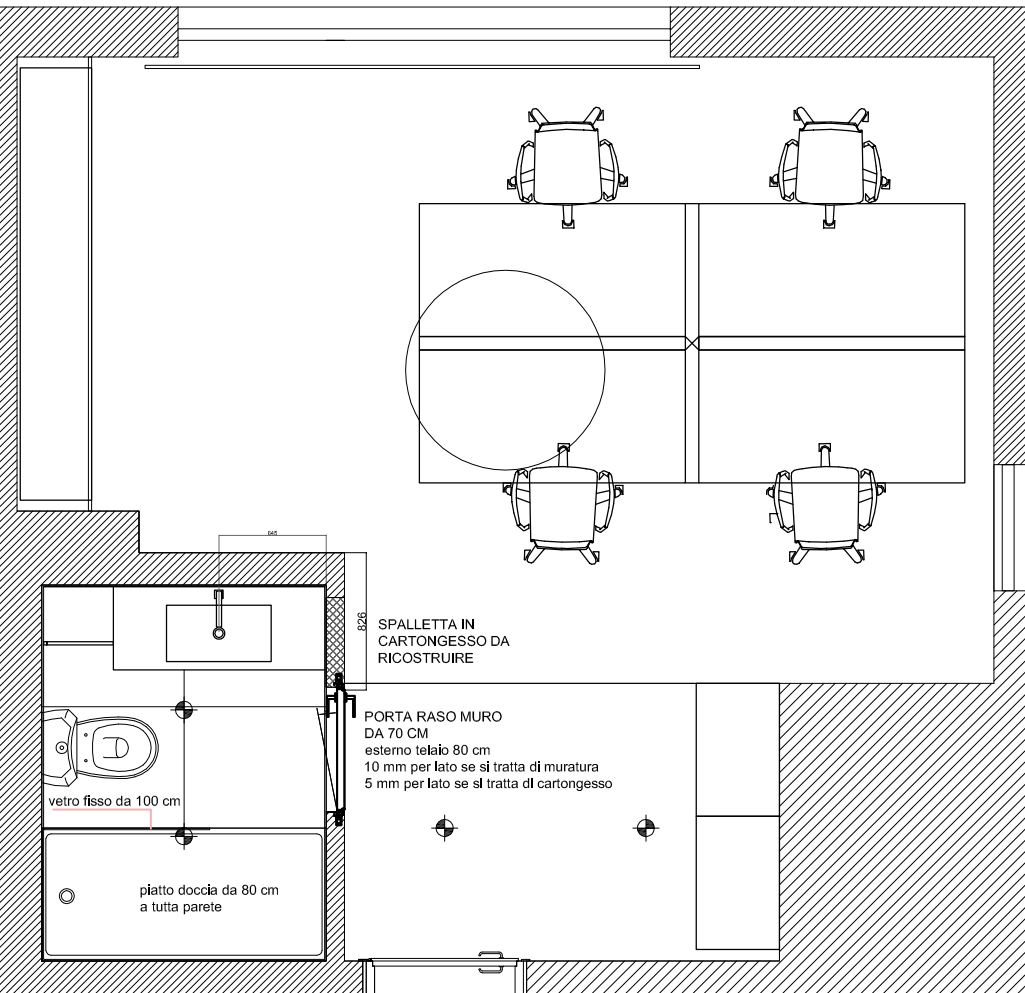 845
826
SPALLETTA IN
CARTONGESSO DA
RICOSTRUIRE
PORTA RASO MURO
DA 70 CM
esterno telaio 80 cm
10 mm per lato se si tratta di muratura
5 mm per lato se si tratta di cartongesso
vetro fisso da 100 cm
piatto doccia da 80 cm
a tutta parete